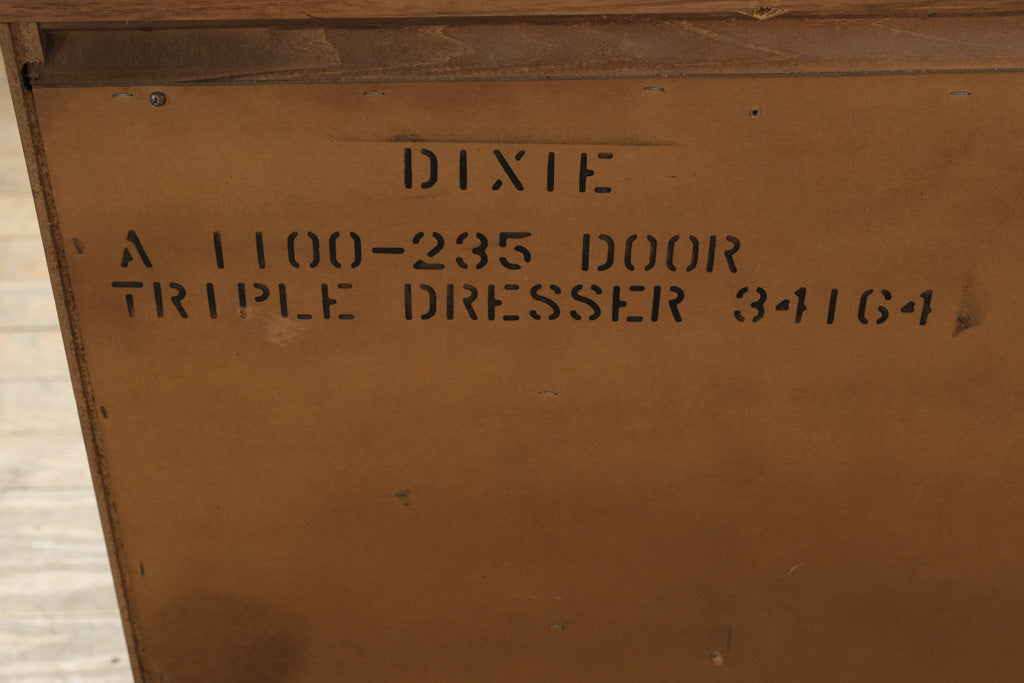 DIXIE
A 1100-235 DOOR
TRIPLE DRESSER 34164